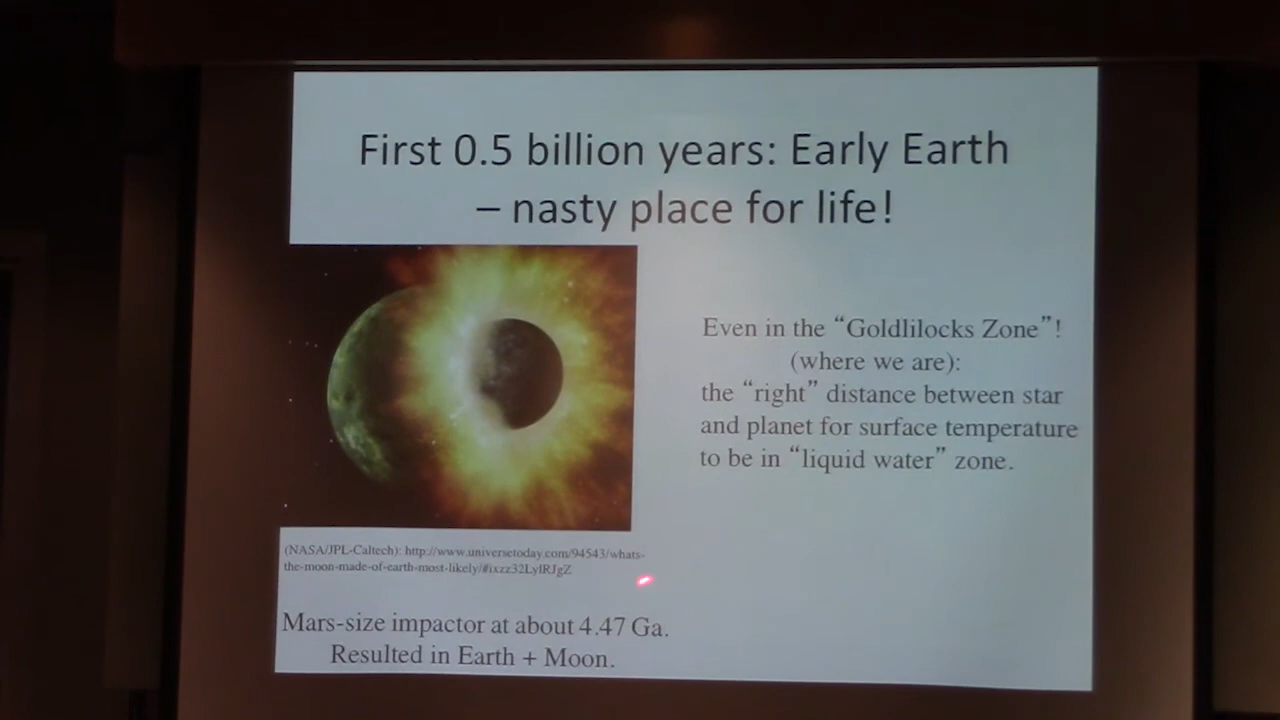 First 0.5 billion years: Early Earth
– nasty place for life!
Even in the “Goldlilocks Zone”!
(where we are):
the “right” distance between star
and planet for surface temperature
to be in “liquid water” zone.
(NASA/JPL-Caltech): http://www.universetoday.com/94543/whats-
the-moon-made-of-earth-most-likely/#ixzz32LyIRJgZ
Mars-size impactor at about 4.47 Ga.
Resulted in Earth + Moon.